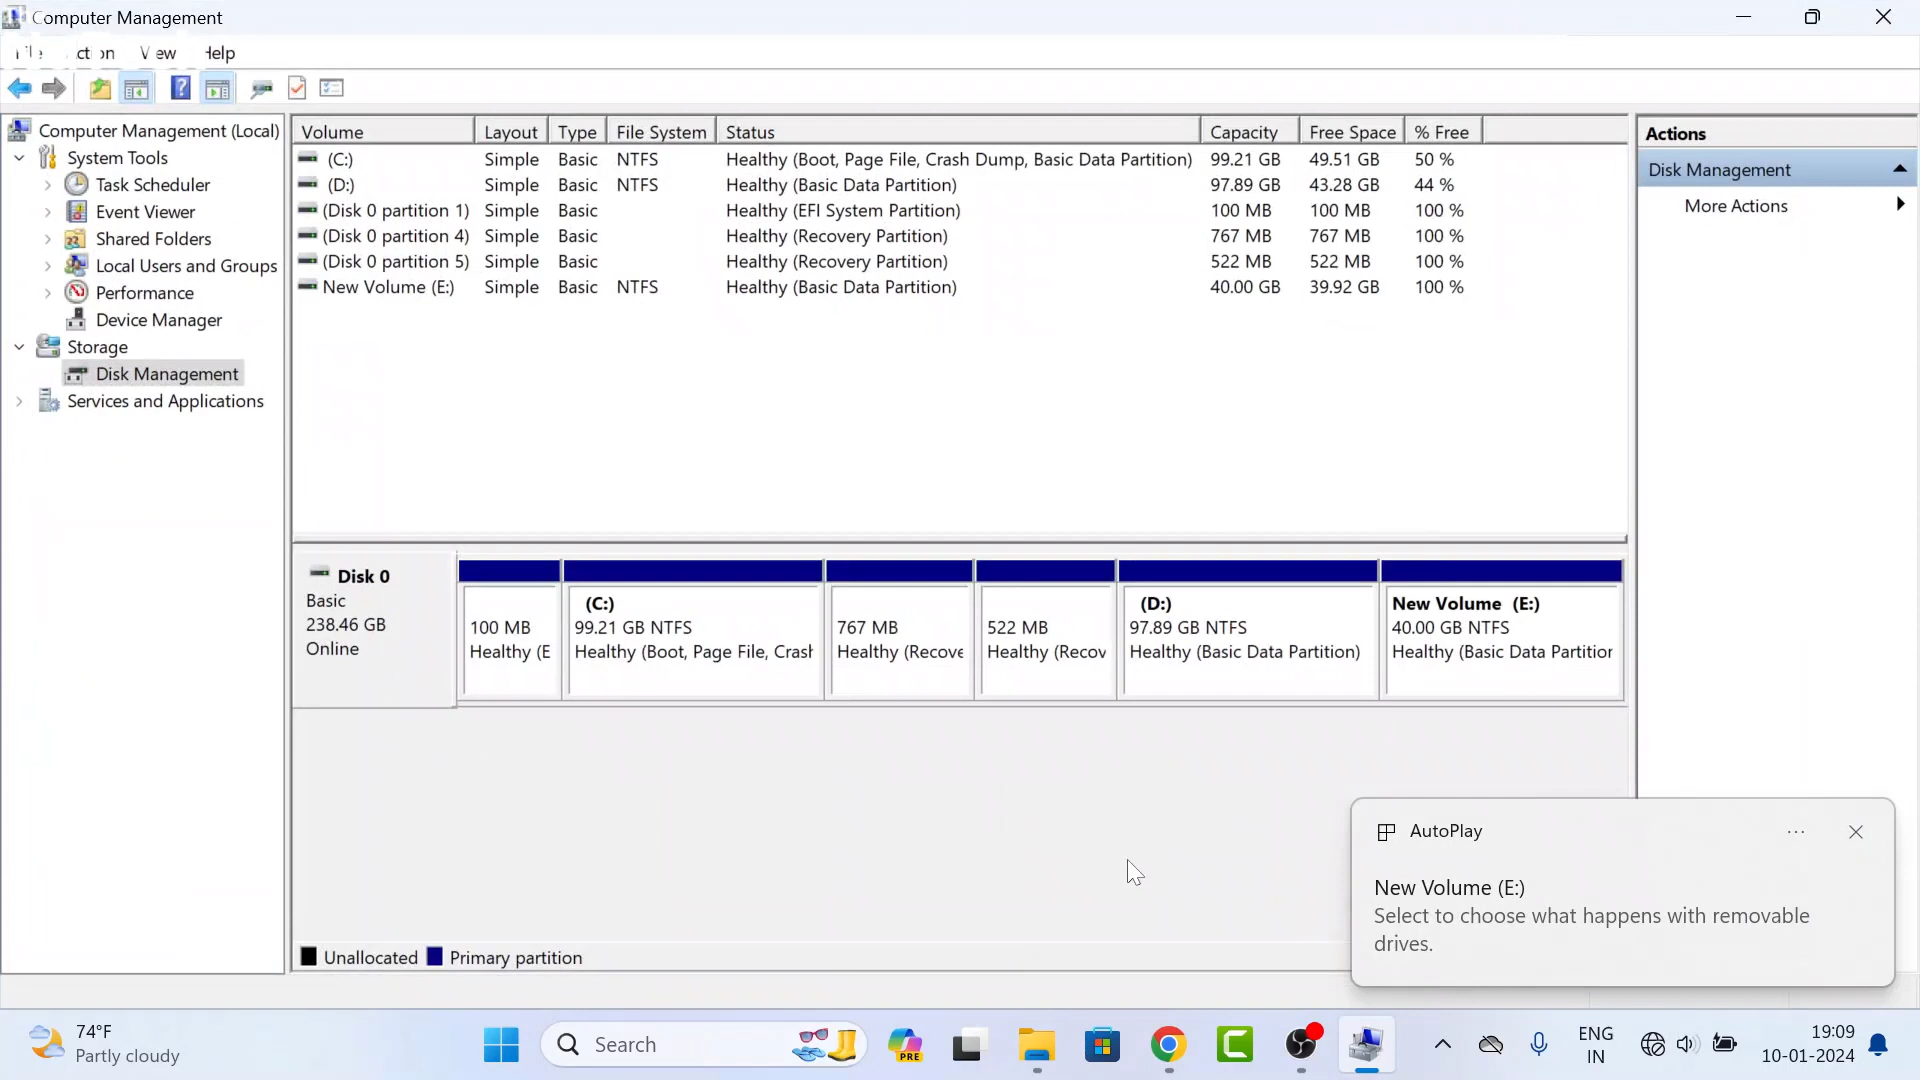 Computer Management
View Help
Computer Management (Local)
System Tools
Task Scheduler
Event Viewer
Shared Folders
Local Users and Groups
Performance
Device Manager
Storage
Disk Management
Services and Applications
Volume Layout Type File System Status Capacity Free Space % Free
(C:) Simple Basic NTFS Healthy (Boot, Page File, Crash Dump, Basic Data Partition) 99.21 GB 49.51 GB 50 %
(D:) Simple Basic NTFS Healthy (Basic Data Partition) 97.89 GB 43.28 GB 44 %
(Disk 0 partition 1) Simple Basic Healthy (EFI System Partition) 100 MB 100 MB 100 %
(Disk 0 partition 4) Simple Basic Healthy (Recovery Partition) 767 MB 767 MB 100 %
(Disk 0 partition 5) Simple Basic Healthy (Recovery Partition) 522 MB 522 MB 100 %
New Volume (E:) Simple Basic NTFS Healthy (Basic Data Partition) 40.00 GB 39.92 GB 100 %
Actions
Disk Management
More Actions
Disk 0
Basic
238.46 GB
Online
100 MB
Healthy (E
(C:)
99.21 GB NTFS
Healthy (Boot, Page File, Crash
767 MB
Healthy (Recove
522 MB
Healthy (Recov
(D:)
97.89 GB NTFS
Healthy (Basic Data Partition)
New Volume (E:)
40.00 GB NTFS
Healthy (Basic Data Partitior
Unallocated Primary partition
AutoPlay
New Volume (E:)
Select to choose what happens with removable
drives.
74°F
Partly cloudy
Search
PRE
ENG
IN
19:09
10-01-2024